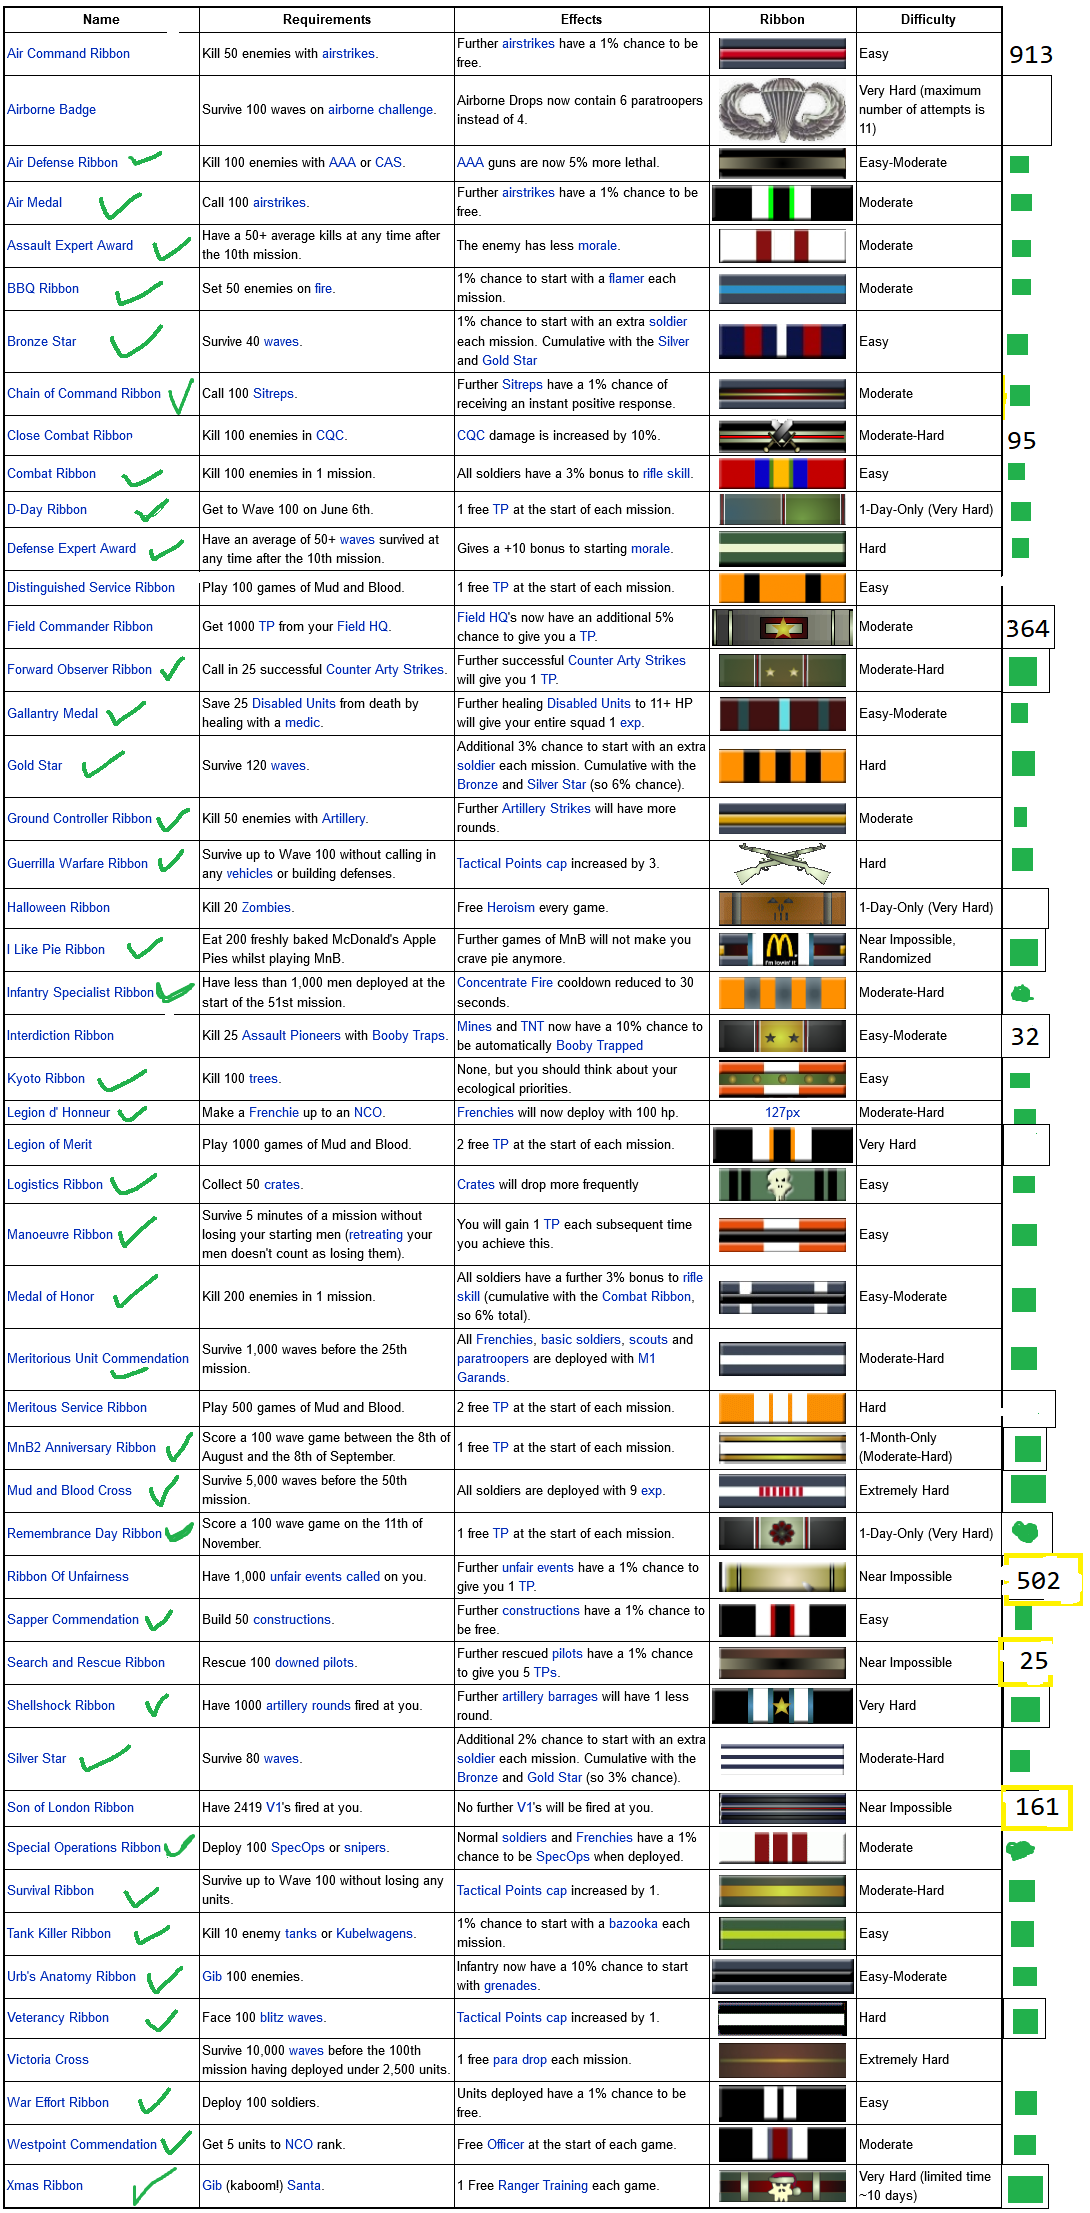 Name Requirements Effects Ribbon Difficulty
Air Command Ribbon Kill 50 enemies with airstrikes. Further airstrikes have a 1% chance to be
free. Easy 913
Airborne Badge Survive 100 waves on airborne challenge. Airborne Drops now contain 6 paratroopers
instead of 4. Very Hard (maximum
number of attempts is
11)
Air Defense Ribbon Kill 100 enemies with AAA or CAS. AAA guns are now 5% more lethal. Easy-Moderate
Air Medal Call 100 airstrikes. Further airstrikes have a 1% chance to be
free. Moderate
Assault Expert Award Have a 50+ average kills at any time after
the 10th mission. The enemy has less morale. Moderate
BBQ Ribbon Set 50 enemies on fire. 1% chance to start with a flamer each
mission. Moderate
Bronze Star Survive 40 waves. 1% chance to start with an extra soldier
each mission. Cumulative with the Silver
and Gold Star Easy
Chain of Command Ribbon Call 100 Sitreps. Further Sitreps have a 1% chance of
receiving an instant positive response. Moderate
Close Combat Ribbon Kill 100 enemies in CQC. CQC damage is increased by 10%. Moderate-Hard 95
Combat Ribbon Kill 100 enemies in 1 mission. All soldiers have a 3% bonus to rifle skill. Easy
D-Day Ribbon Get to Wave 100 on June 6th. 1 free TP at the start of each mission. 1-Day-Only (Very Hard)
Defense Expert Award Have an average of 50+ waves survived at
any time after the 10th mission. Gives a +10 bonus to starting morale. Hard
Distinguished Service Ribbon Play 100 games of Mud and Blood. 1 free TP at the start of each mission. Easy
Field Commander Ribbon Get 1000 TP from your Field HQ. Field HQ's now have an additional 5%
chance to give you a TP. Moderate 364
Forward Observer Ribbon Call in 25 successful Counter Arty Strikes. Further successful Counter Arty Strikes
will give you 1 TP. Moderate-Hard
Gallantry Medal Save 25 Disabled Units from death by
healing with a medic. Further healing Disabled Units to 11+ HP
will give your entire squad 1 exp. Easy-Moderate
Gold Star Survive 120 waves. Additional 3% chance to start with an extra
soldier each mission. Cumulative with the
Bronze and Silver Star (so 6% chance). Hard
Ground Controller Ribbon Kill 50 enemies with Artillery. Further Artillery Strikes will have more
rounds. Moderate
Guerrilla Warfare Ribbon Survive up to Wave 100 without calling in
any vehicles or building defenses. Tactical Points cap increased by 3. Hard
Halloween Ribbon Kill 20 Zombies. Free Heroism every game. 1-Day-Only (Very Hard)
I Like Pie Ribbon Eat 200 freshly baked McDonald's Apple
Pies whilst playing MnB. Further games of MnB will not make you
crave pie anymore. i'm lovin' it Near Impossible,
Randomized
Infantry Specialist Ribbon Have less than 1,000 men deployed at the
start of the 51st mission. Concentrate Fire cooldown reduced to 30
seconds. Moderate-Hard
Interdiction Ribbon Kill 25 Assault Pioneers with Booby Traps. Mines and TNT now have a 10% chance to
be automatically Booby Trapped Easy-Moderate 32
Kyoto Ribbon Kill 100 trees. None, but you should think about your
ecological priorities. Easy
Legion d' Honneur Make a Frenchie up to an NCO. Frenchies will now deploy with 100 hp. 127px Moderate-Hard
Legion of Merit Play 1000 games of Mud and Blood. 2 free TP at the start of each mission. Very Hard
Logistics Ribbon Collect 50 crates. Crates will drop more frequently Easy
Manoeuvre Ribbon Survive 5 minutes of a mission without
losing your starting men (retreating your
men doesn't count as losing them). You will gain 1 TP each subsequent time
you achieve this. Easy
Medal of Honor Kill 200 enemies in 1 mission. All soldiers have a further 3% bonus to rifle
skill (cumulative with the Combat Ribbon,
so 6% total). Easy-Moderate
Meritorious Unit Commendation Survive 1,000 waves before the 25th
mission. All Frenchies, basic soldiers, scouts and
paratroopers are deployed with M1
Garands. Moderate-Hard
Meritous Service Ribbon Play 500 games of Mud and Blood. 2 free TP at the start of each mission. Hard
MnB2 Anniversary Ribbon Score a 100 wave game between the 8th of
August and the 8th of September. 1 free TP at the start of each mission. 1-Month-Only
(Moderate-Hard)
Mud and Blood Cross Survive 5,000 waves before the 50th
mission. All soldiers are deployed with 9 exp. Extremely Hard
Remembrance Day Ribbon Score a 100 wave game on the 11th of
November. 1 free TP at the start of each mission. 1-Day-Only (Very Hard)
Ribbon Of Unfairness Have 1,000 unfair events called on you. Further unfair events have a 1% chance to
give you 1 TP. Near Impossible 502
Sapper Commendation Build 50 constructions. Further constructions have a 1% chance to
be free. Easy
Search and Rescue Ribbon Rescue 100 downed pilots. Further rescued pilots have a 1% chance
to give you 5 TPs. Near Impossible 25
Shellshock Ribbon Have 1000 artillery rounds fired at you. Further artillery barrages will have 1 less
round. Very Hard
Silver Star Survive 80 waves. Additional 2% chance to start with an extra
soldier each mission. Cumulative with the
Bronze and Gold Star (so 3% chance). Moderate-Hard
Son of London Ribbon Have 2419 V1's fired at you. No further V1's will be fired at you. Near Impossible 161
Special Operations Ribbon Deploy 100 SpecOps or snipers. Normal soldiers and Frenchies have a 1%
chance to be SpecOps when deployed. Moderate
Survival Ribbon Survive up to Wave 100 without losing any
units. Tactical Points cap increased by 1. Moderate-Hard
Tank Killer Ribbon Kill 10 enemy tanks or Kubelwagens. 1% chance to start with a bazooka each
mission. Easy
Urb's Anatomy Ribbon Gib 100 enemies. Infantry now have a 10% chance to start
with grenades. Easy-Moderate
Veterancy Ribbon Face 100 blitz waves. Tactical Points cap increased by 1. Hard
Victoria Cross Survive 10,000 waves before the 100th
mission having deployed under 2,500 units. 1 free para drop each mission. Extremely Hard
War Effort Ribbon Deploy 100 soldiers. Units deployed have a 1% chance to be
free. Easy
Westpoint Commendation Get 5 units to NCO rank. Free Officer at the start of each game. Moderate
Xmas Ribbon Gib (kaboom!) Santa. 1 Free Ranger Training each game. Very Hard (limited time
~10 days)